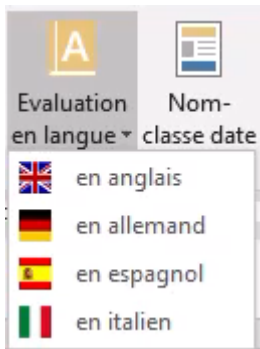 A
Evaluation
en langue
Nom-
classe date
en anglais
en allemand
en espagnol
en italien